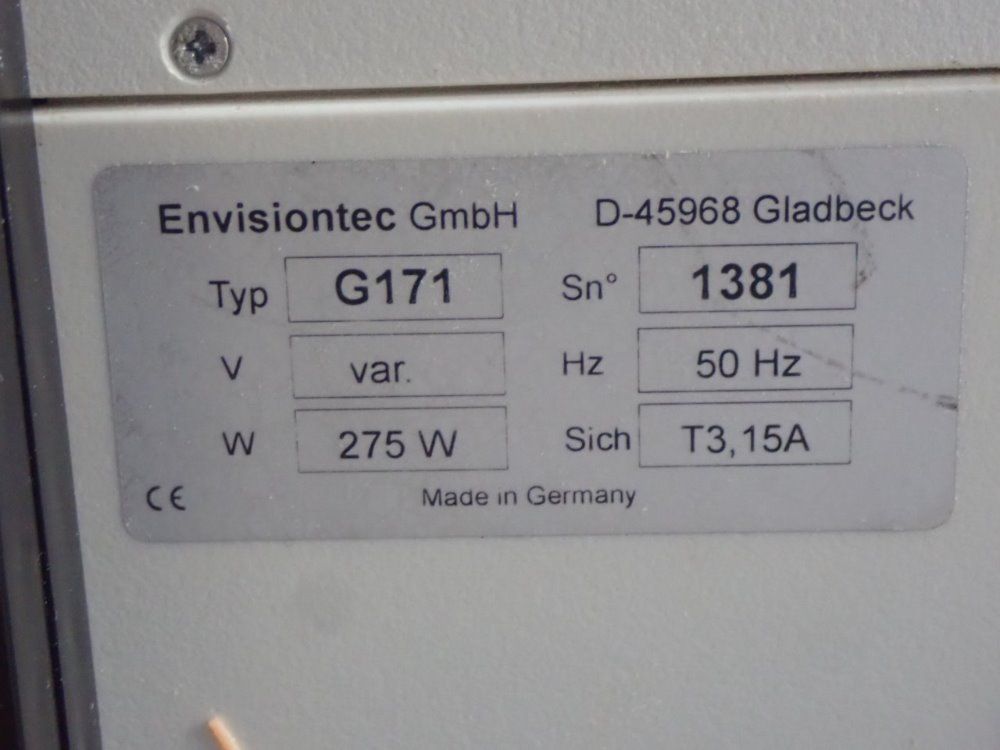 Envisiontec GmbH D-45968 Gladbeck
Typ G171 Sn° 1381
V var. Hz 50 Hz
W 275 W Sich T3,15A
CE Made in Germany